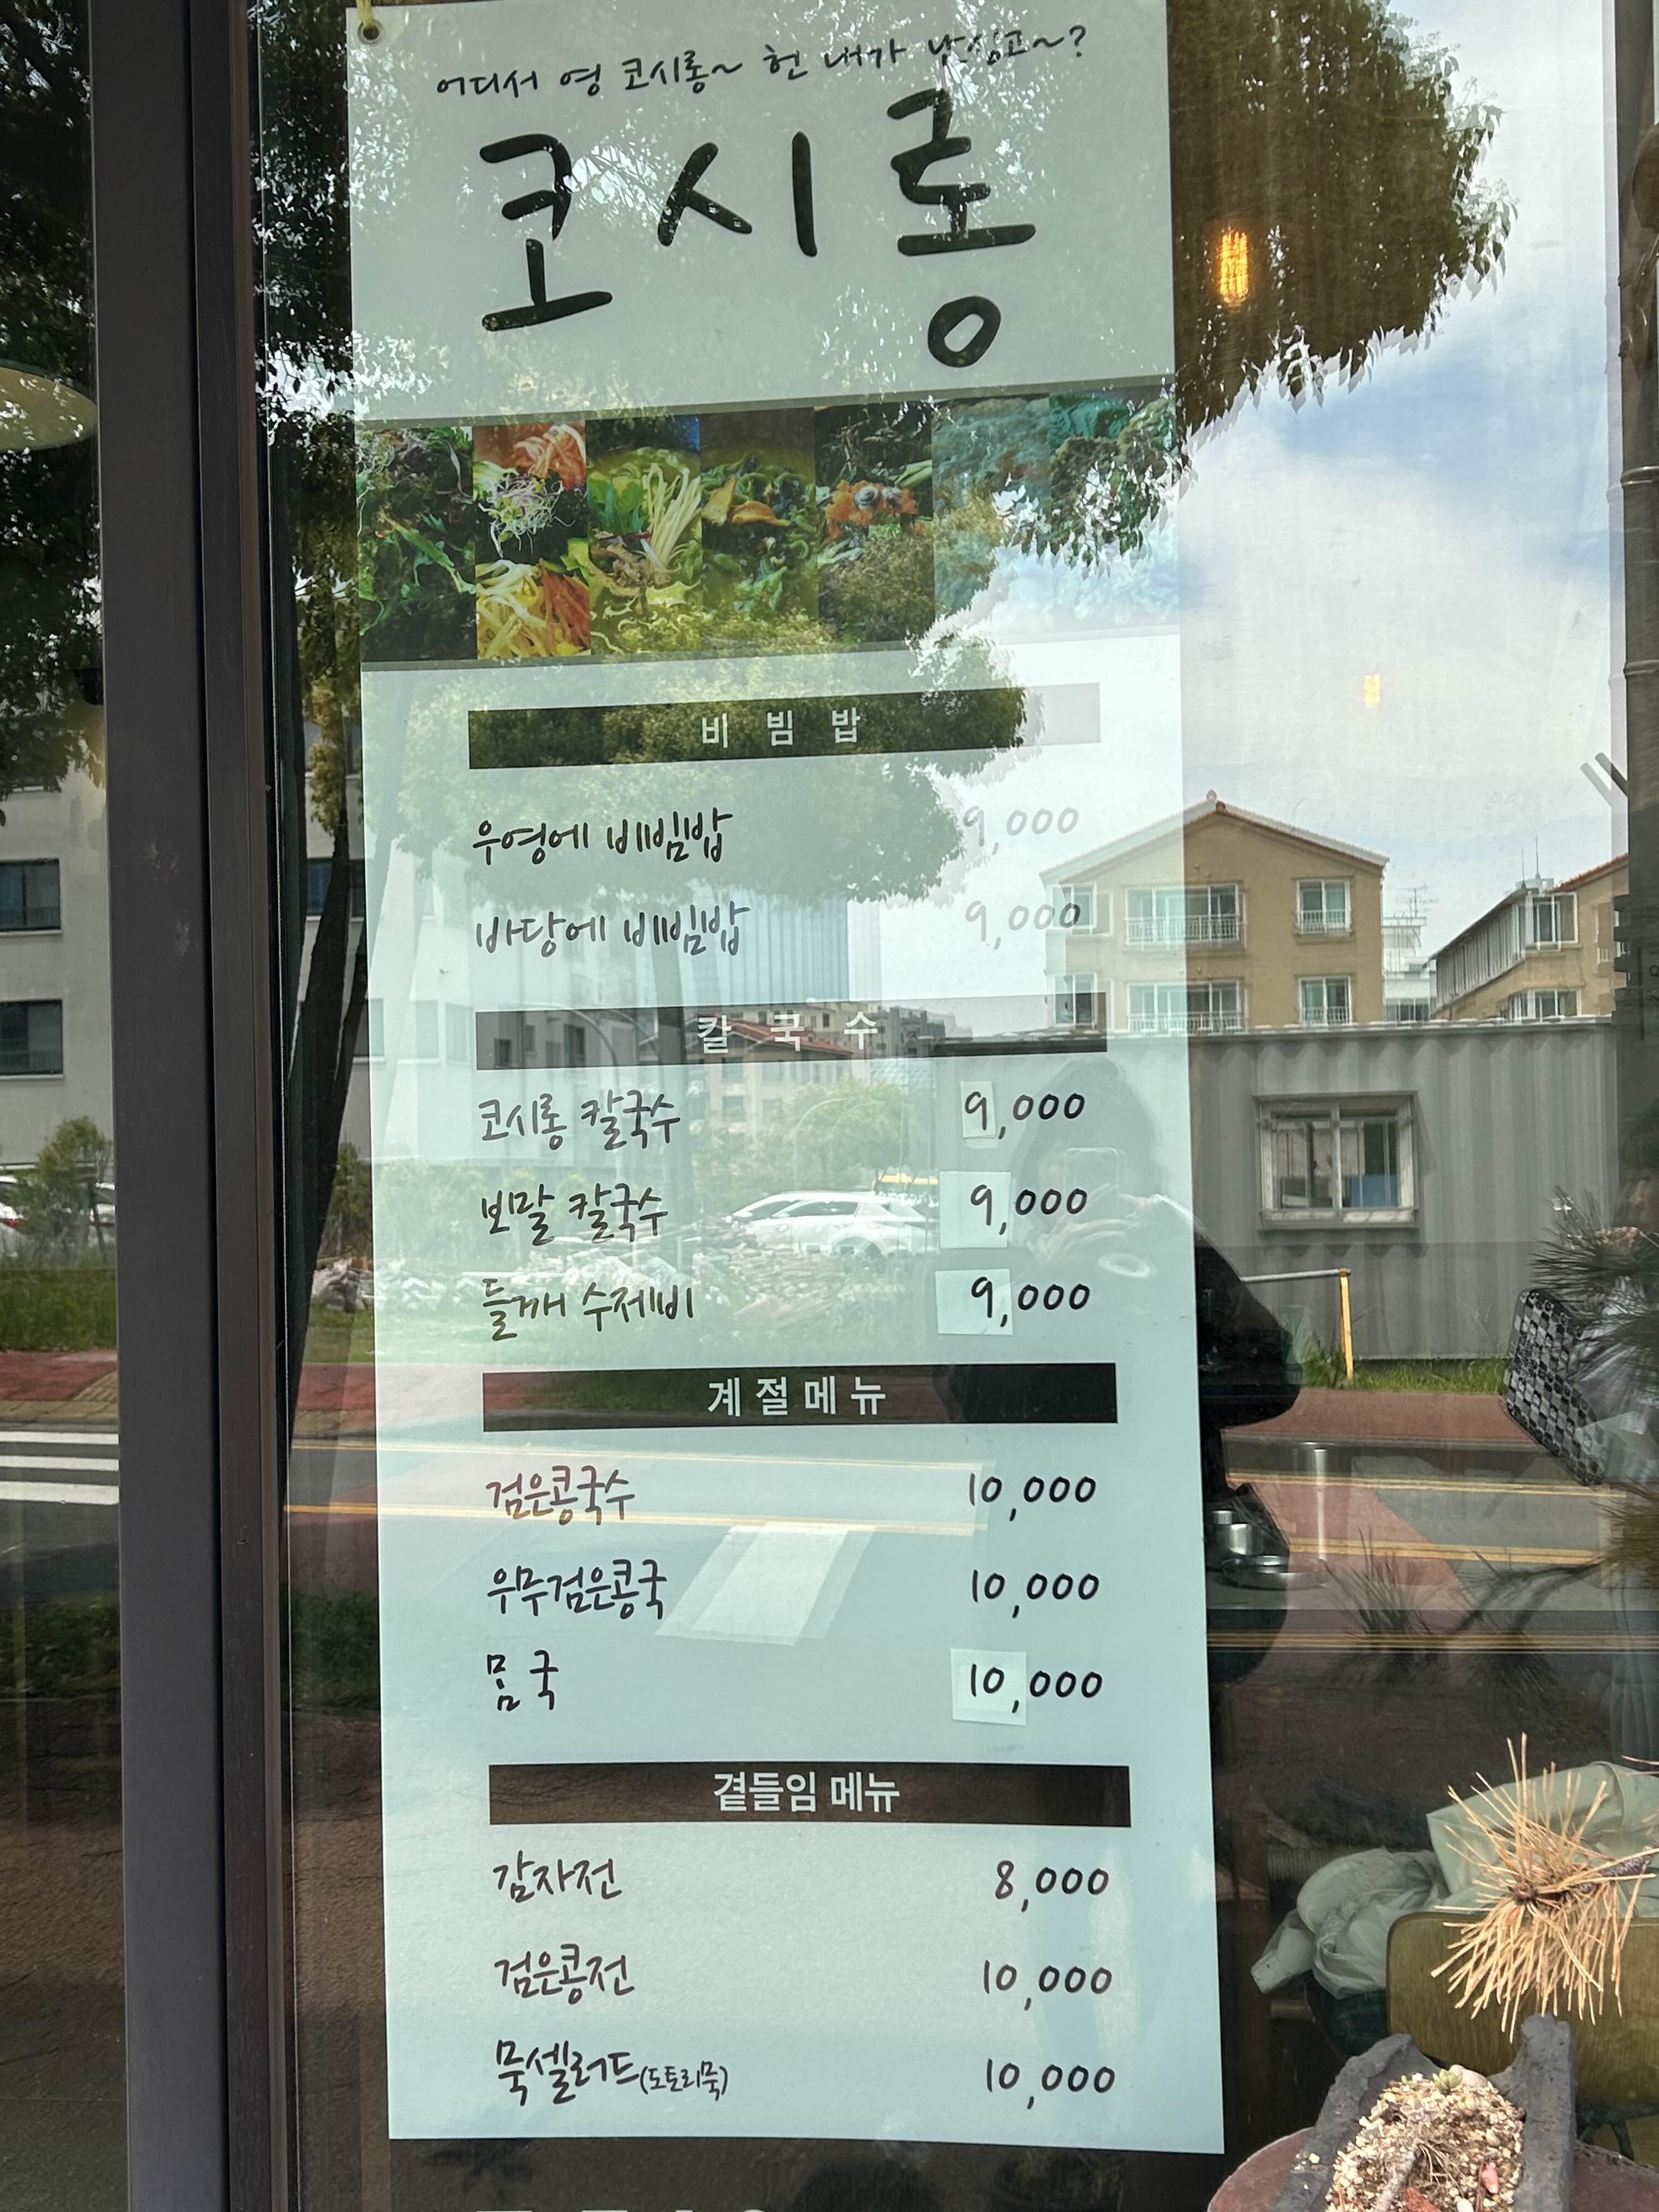 어디서 영 코시롱~ 헌 내가 남싱고~?
코시롱
비빔밥
우영에 비빔밥 9,000
바당에 비빔밥 9,000
칼국수
코시롱 칼국수 9,000
보말 칼국수 9,000
들깨 수제비 9,000
계절메뉴
검은콩국수 10,000
우무검은콩국 10,000
몸국 10,000
곁들임 메뉴
감자전 8,000
검은콩전 10,000
묵셀러드(도토리묵) 10,000